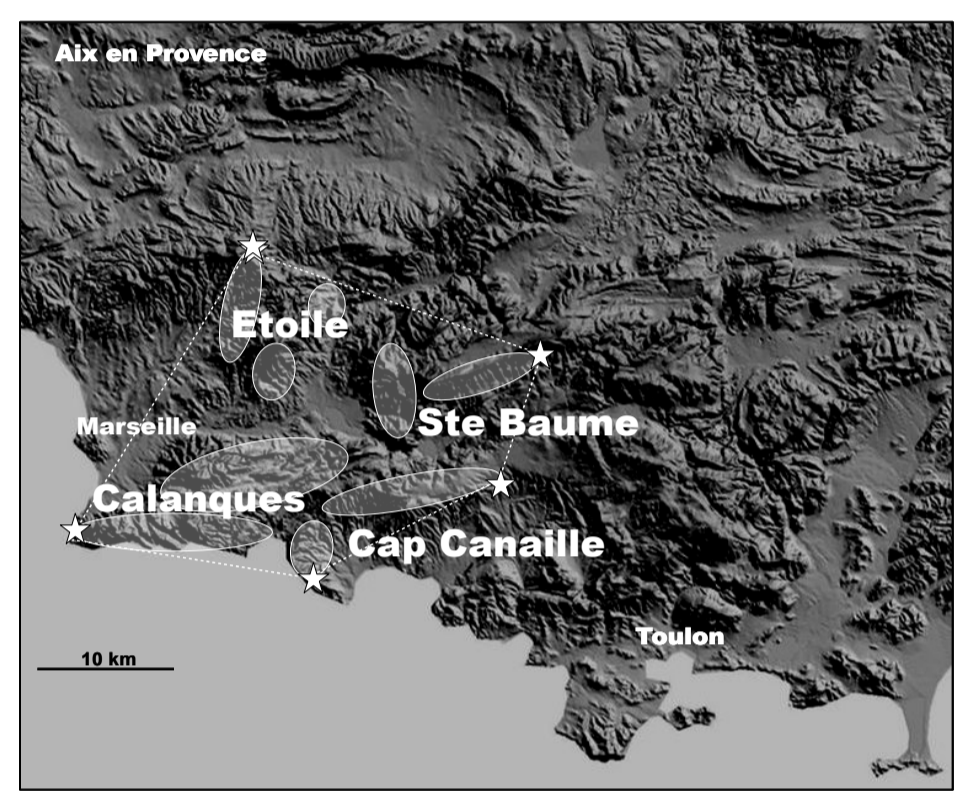 Aix en Provence
Etoile
Marseille
Ste Baume
Calanques
Cap Canaille
Toulon
10 km